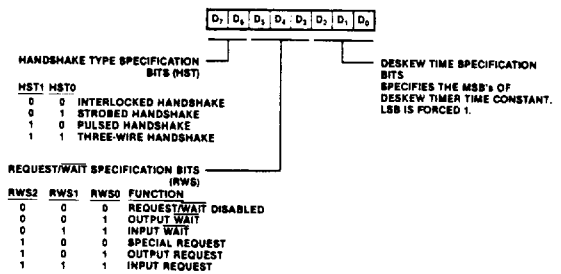 D7 D6 D5 D4 D3 D2 D1 D0
HANDSHAKE TYPE SPECIFICATION
BITS (HST)
HST1 HST0
0 0 INTERLOCKED HANDSHAKE
0 1 STROBED HANDSHAKE
1 0 PULSED HANDSHAKE
1 1 THREE-WIRE HANDSHAKE
DESKEW TIME SPECIFICATION
BITS
SPECIFIES THE MSB's OF
DESKEW TIMER TIME CONSTANT.
LSB IS FORCED 1.
REQUEST/WAIT SPECIFICATION BITS
(RWS)
RWS2 RWS1 RWS0 FUNCTION
0 0 0 REQUEST/WAIT DISABLED
0 0 1 OUTPUT WAIT
0 1 1 INPUT WAIT
1 0 0 SPECIAL REQUEST
1 0 1 OUTPUT REQUEST
1 1 1 INPUT REQUEST